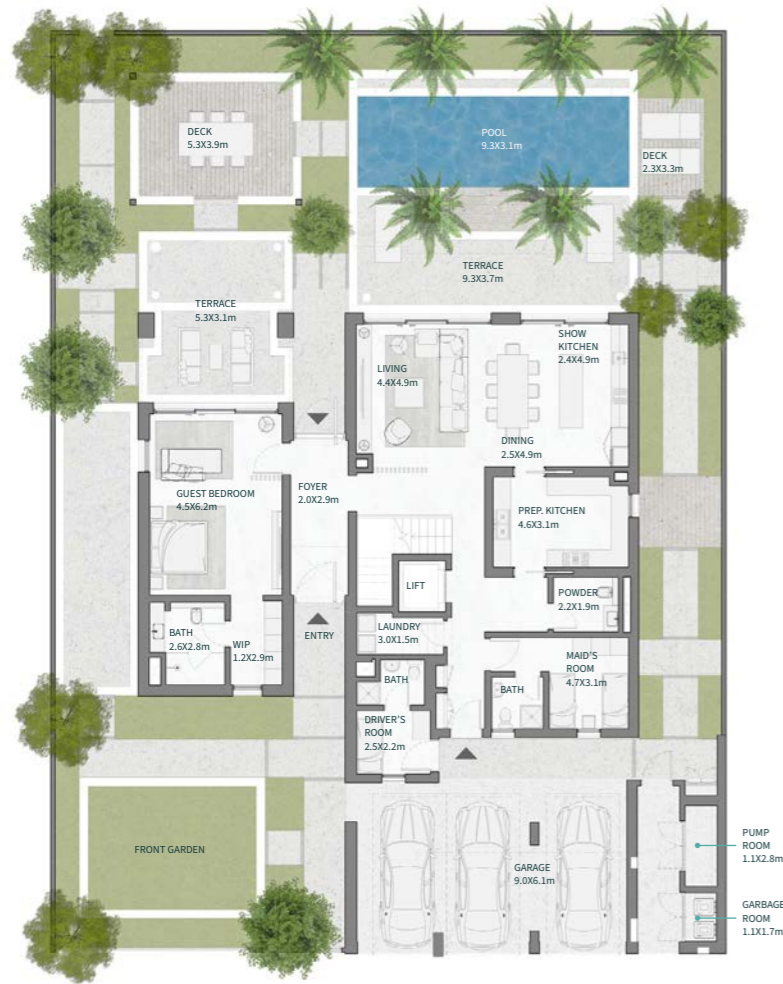 DECK
5.3X3.9m
POOL
9.3X3.1m
DECK
2.3X3.3m
TERRACE
9.3X3.7m
TERRACE
5.3X3.1m
SHOW
KITCHEN
2.4X4.9m
LIVING
4.4X4.9m
DINING
2.5X4.9m
GUEST BEDROOM
4.5X6.2m
FOYER
2.0X2.9m
PREP. KITCHEN
4.6X3.1m
LIFT
POWDER
2.2X1.9m
LAUNDRY
3.0X1.5m
ENTRY
BATH
2.6X2.8m
WIP
1.2X2.9m
MAID'S
ROOM
4.7X3.1m
BATH
BATH
DRIVER'S
ROOM
2.5X2.2m
FRONT GARDEN
GARAGE
9.0X6.1m
PUMP
ROOM
1.1X2.8m
GARBAGE
ROOM
1.1X1.7m